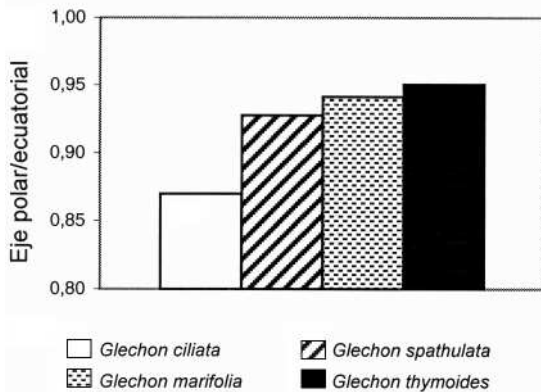 1,00
0,95
0,90
0,85
0,80
Eje polar/ecuatorial
Glechon ciliata
Glechon spathulata
Glechon marifolia
Glechon thymoides